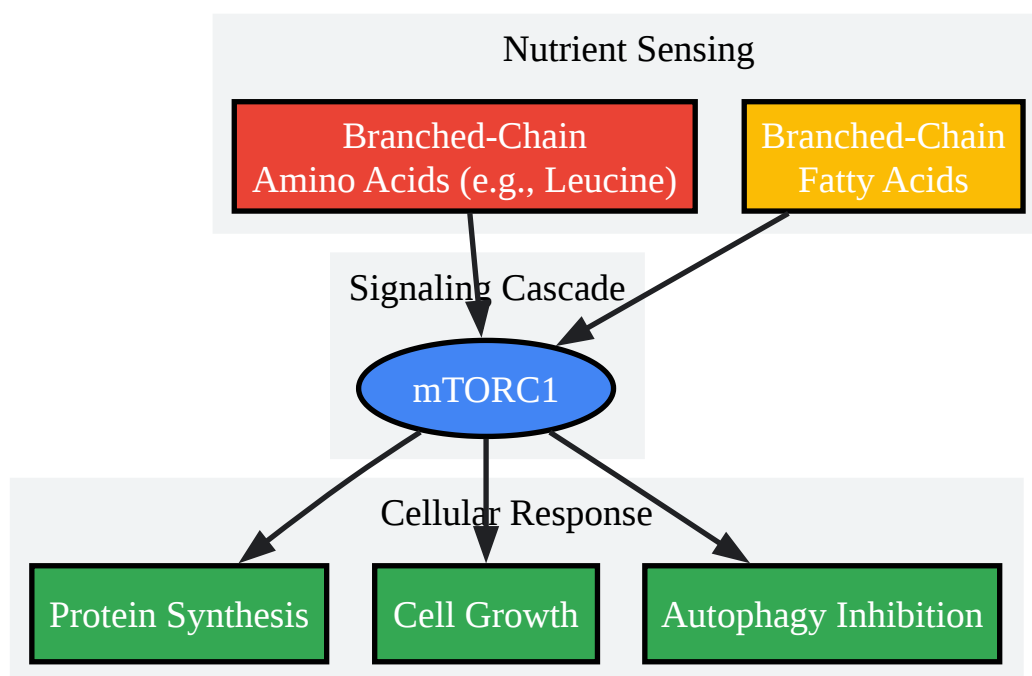 Nutrient Sensing
Branched-Chain
Amino Acids (e.g., Leucine)
Branched-Chain
Fatty Acids
Signaling Cascade
mTORC1
Cellular Response
Protein Synthesis
Cell Growth
Autophagy Inhibition